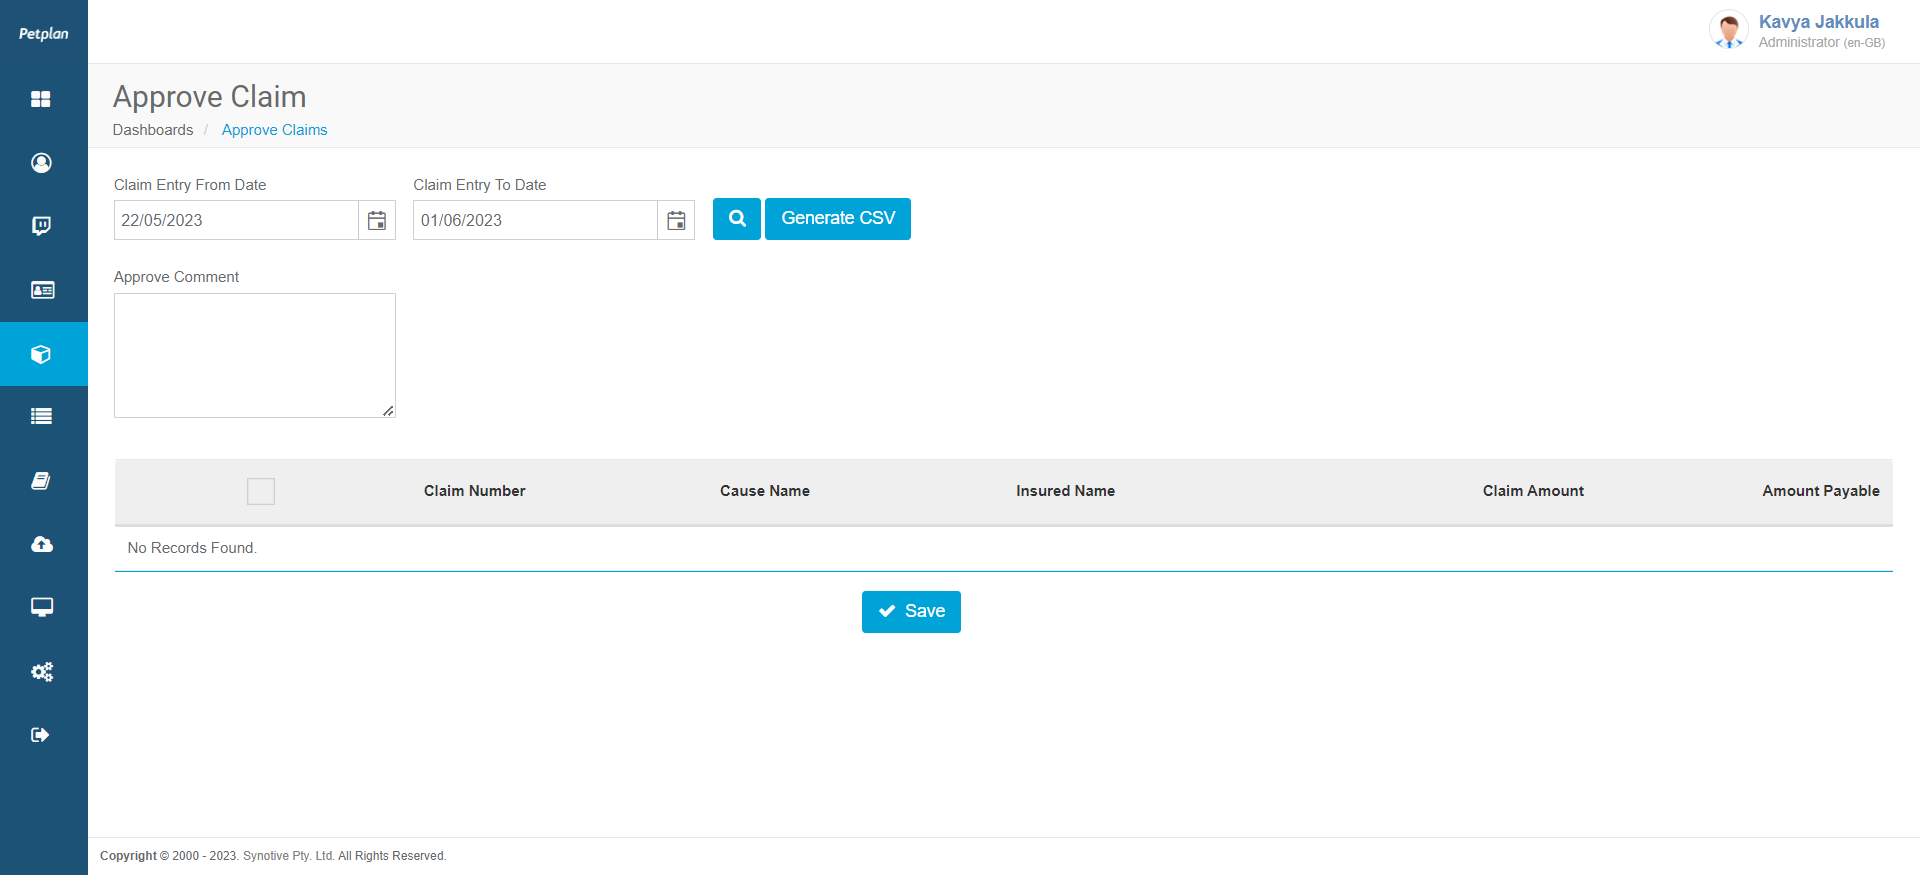 Petplan
Kavya Jakkula
Administrator (en-GB)
Approve Claim
Dashboards / Approve Claims
Claim Entry From Date Claim Entry To Date
22/05/2023 01/06/2023 Generate CSV
Approve Comment
Claim Number Cause Name Insured Name Claim Amount Amount Payable
No Records Found.
Save
Copyright © 2000 - 2023. Synotive Pty. Ltd. All Rights Reserved.